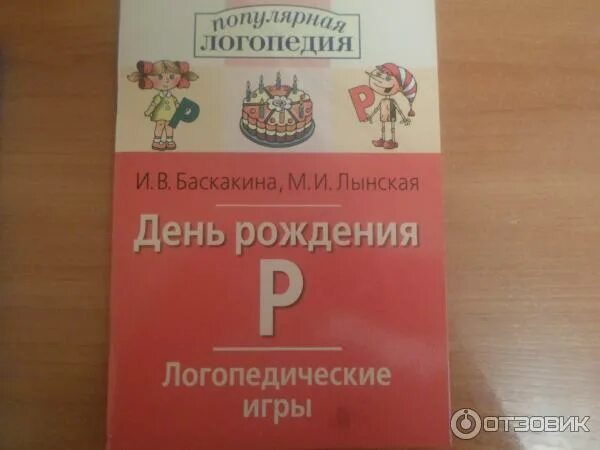 популярная
ЛОГОПЕДИЯ
Р
Р
И. В. Баскакина, М. И. Лынская
День рождения
Р
Логопедические
игры
ОТЗОВИК